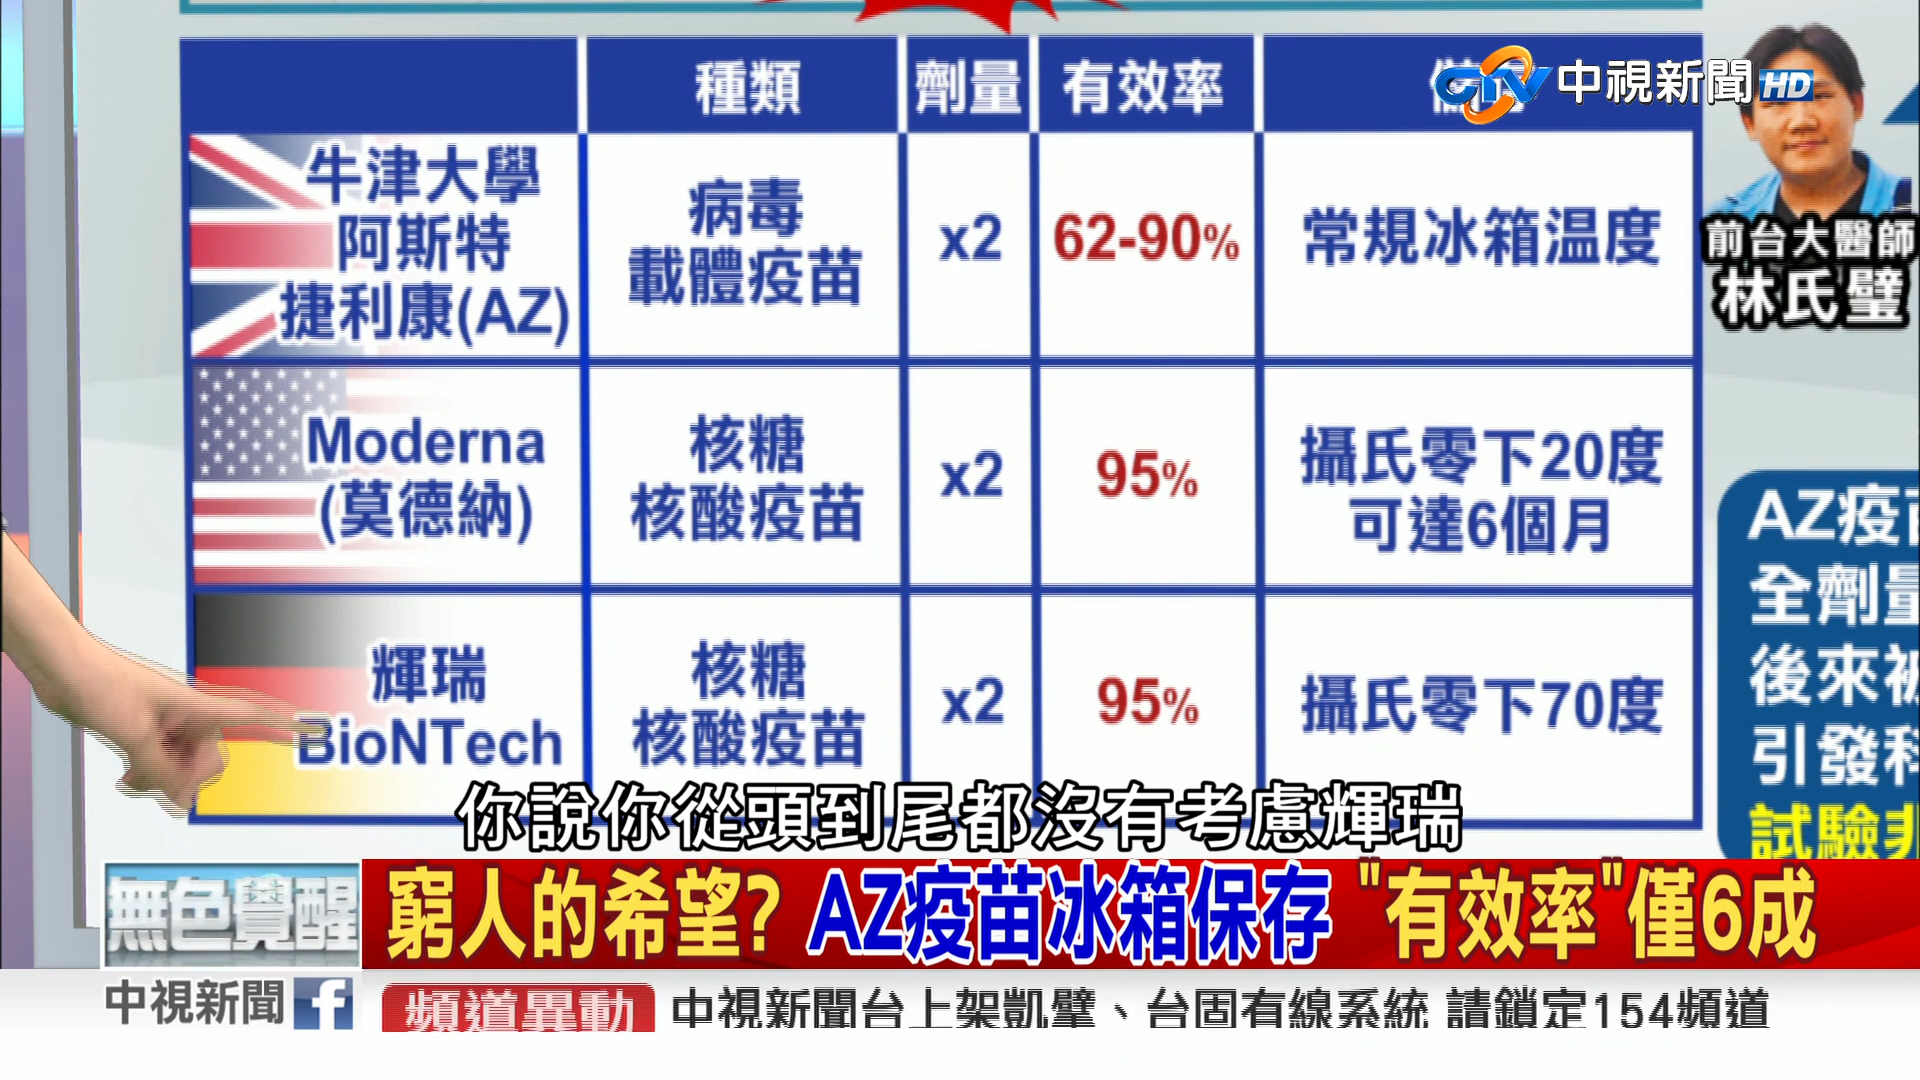 種類 劑量 有效率
CTV 中視新聞 HD
牛津大學
阿斯特
捷利康(AZ)
病毒
載體疫苗
x2
62-90%
常規冰箱溫度
前台大醫師
林氏璧
Moderna
(莫德納)
核糖
核酸疫苗
x2
95%
攝氏零下20度
可達6個月
輝瑞
BioNTech
核糖
核酸疫苗
x2
95%
攝氏零下70度
AZ疫苗
全劑量
後來被
引發科
試驗非
你說你從頭到尾都沒有考慮輝瑞
無色覺醒
窮人的希望? AZ疫苗冰箱保存 "有效率"僅6成
中視新聞 f
頻道異動 中視新聞台上架凱擘、台固有線系統 請鎖定154頻道